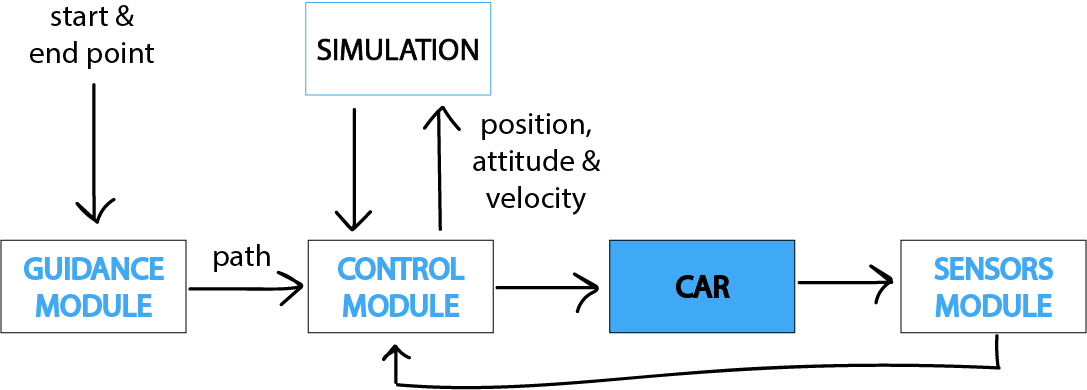 start &
end point
SIMULATION
position,
attitude &
velocity
GUIDANCE
MODULE
path
CONTROL
MODULE
CAR
SENSORS
MODULE